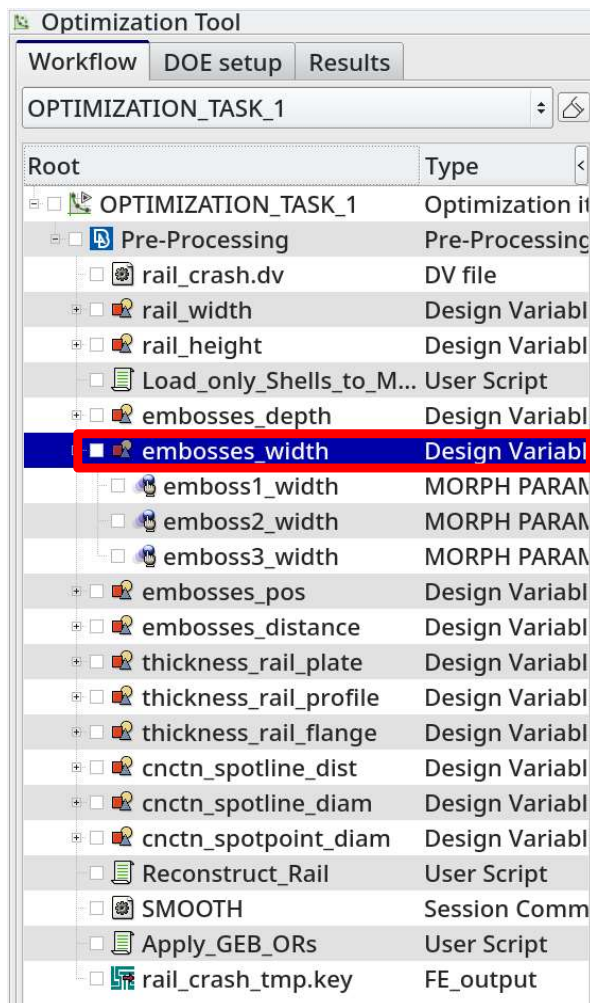 Optimization Tool
Workflow DOE setup Results
OPTIMIZATION_TASK_1
Root Type <
OPTIMIZATION_TASK_1 Optimization it
Pre-Processing Pre-Processing
rail_crash.dv DV file
rail_width Design Variabl
rail_height Design Variabl
Load_only_Shells_to_M... User Script
embosses_depth Design Variabl
embosses_width Design Variabl
emboss1_width MORPH PARAM
emboss2_width MORPH PARAM
emboss3_width MORPH PARAM
embosses_pos Design Variabl
embosses_distance Design Variabl
thickness_rail_plate Design Variabl
thickness_rail_profile Design Variabl
thickness_rail_flange Design Variabl
cnctn_spotline_dist Design Variabl
cnctn_spotline_diam Design Variabl
cnctn_spotpoint_diam Design Variabl
Reconstruct_Rail User Script
SMOOTH Session Comm
Apply_GEB_ORs User Script
rail_crash_tmp.key FE_output